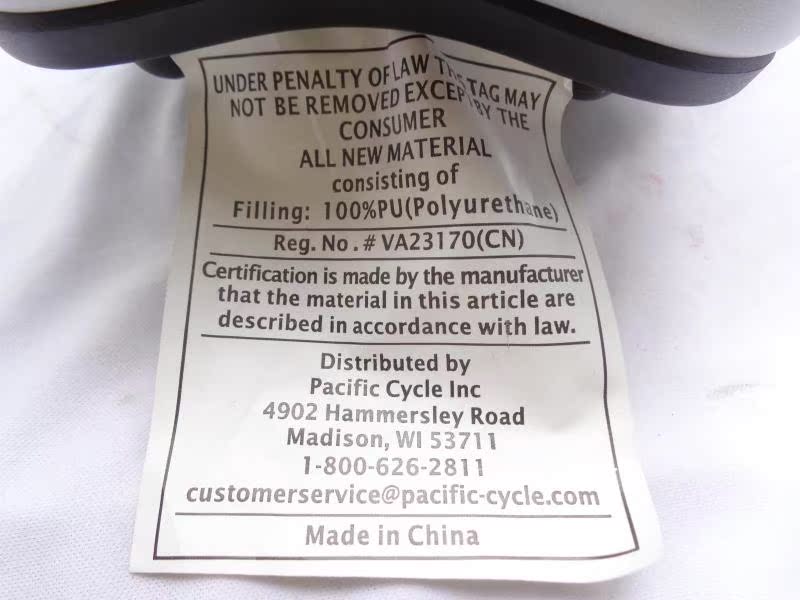 UNDER PENALTY OF LAW THIS TAG MAY
NOT BE REMOVED EXCEPT BY THE
CONSUMER
ALL NEW MATERIAL
consisting of
Filling: 100%PU(Polyurethane)
Reg. No . # VA23170(CN)
Certification is made by the manufacturer
that the material in this article are
described in accordance with law.
Distributed by
Pacific Cycle Inc
4902 Hammersley Road
Madison, WI 53711
1-800-626-2811
customerservice@pacific-cycle.com
Made in China